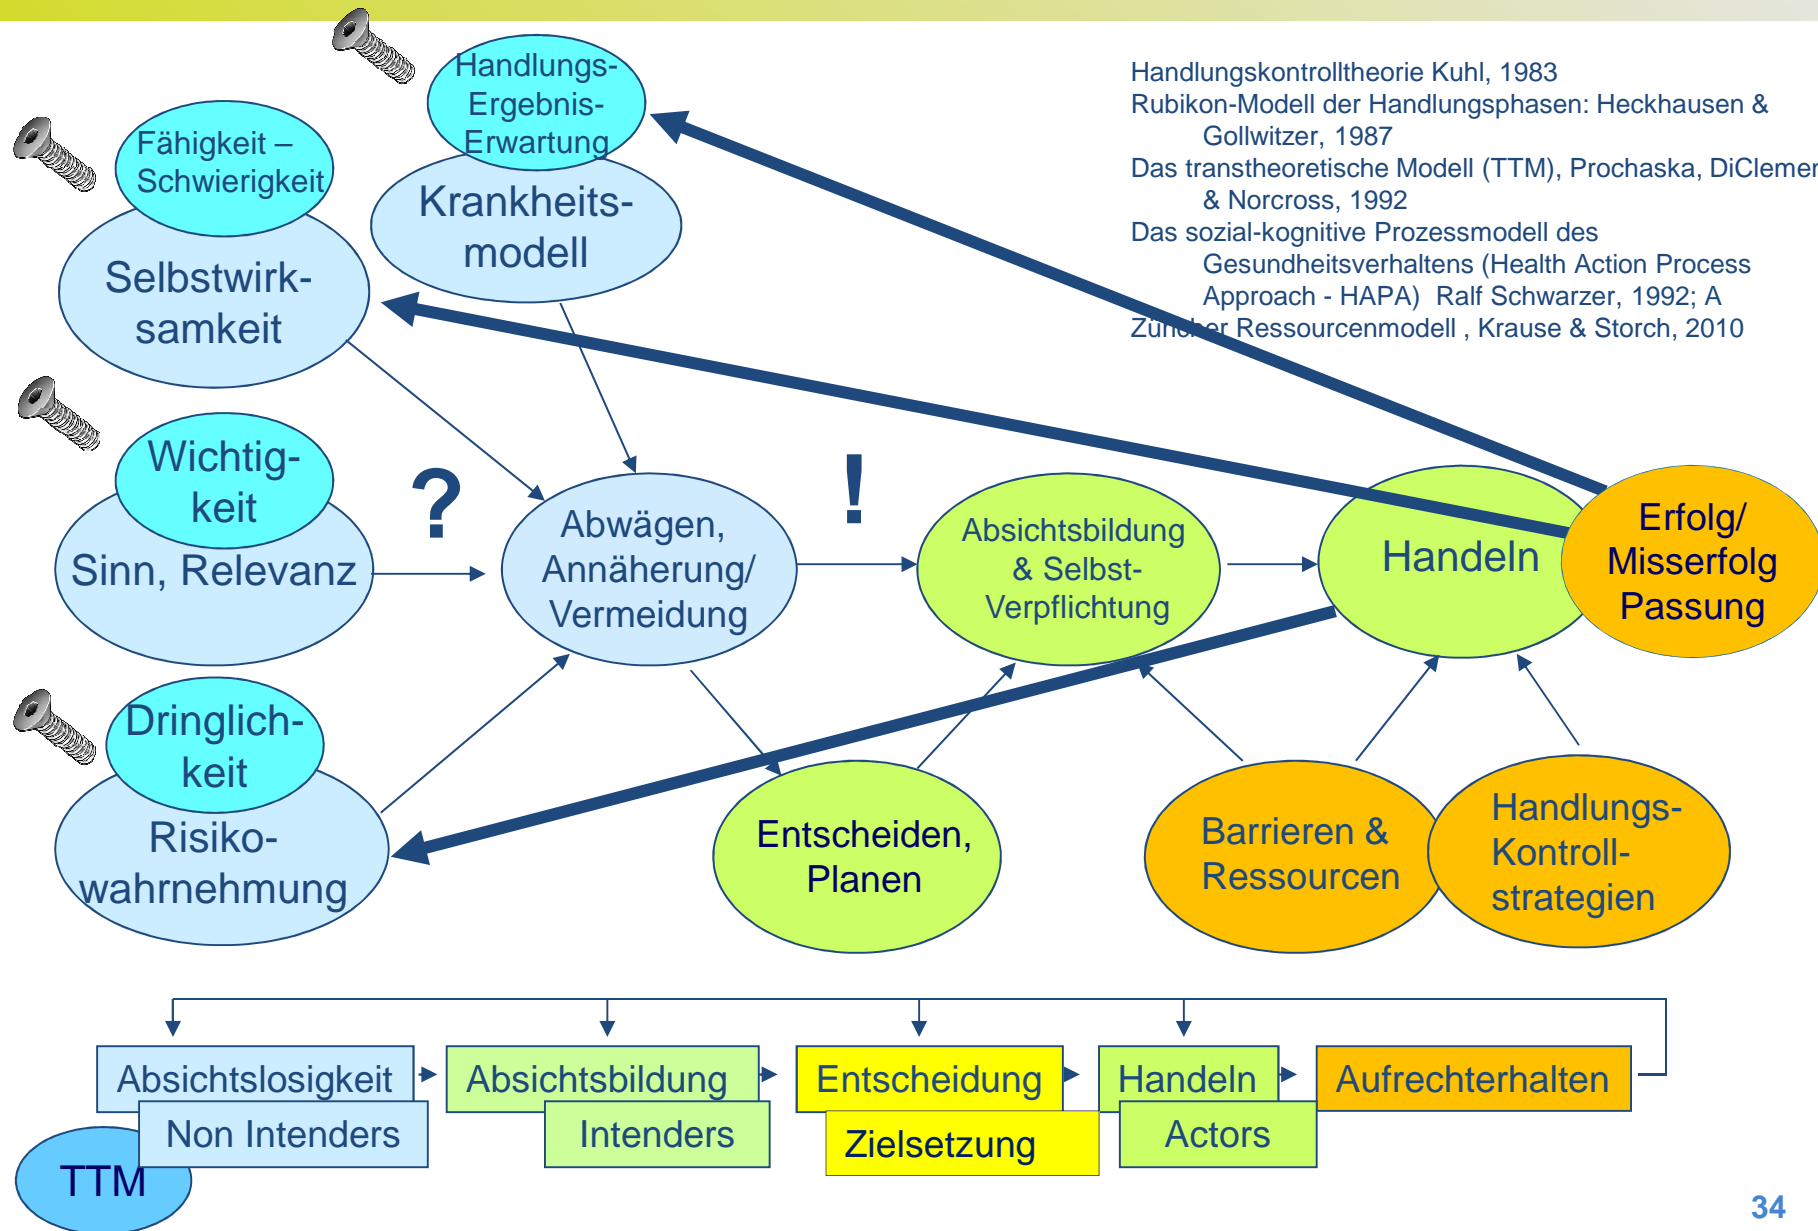 Handlungs-
Ergebnis-
Erwartung
Krankheits-
modell
Fähigkeit –
Schwierigkeit
Selbstwirk-
samkeit
Handlungskontrolltheorie Kuhl, 1983
Rubikon-Modell der Handlungsphasen: Heckhausen &
Gollwitzer, 1987
Das transtheoretische Modell (TTM), Prochaska, DiClemen
& Norcross, 1992
Das sozial-kognitive Prozessmodell des
Gesundheitsverhaltens (Health Action Process
Approach - HAPA) Ralf Schwarzer, 1992; A
Züricher Ressourcenmodell , Krause & Storch, 2010
Wichtig-
keit
Sinn, Relevanz
?
Abwägen,
Annäherung/
Vermeidung
!
Absichtsbildung
& Selbst-
Verpflichtung
Handeln
Erfolg/
Misserfolg
Passung
Dringlich-
keit
Risiko-
wahrnehmung
Entscheiden,
Planen
Barrieren &
Ressourcen
Handlungs-
Kontroll-
strategien
Absichtslosigkeit
Non Intenders
Absichtsbildung
Intenders
Entscheidung
Zielsetzung
Handeln
Actors
Aufrechterhalten
TTM
34